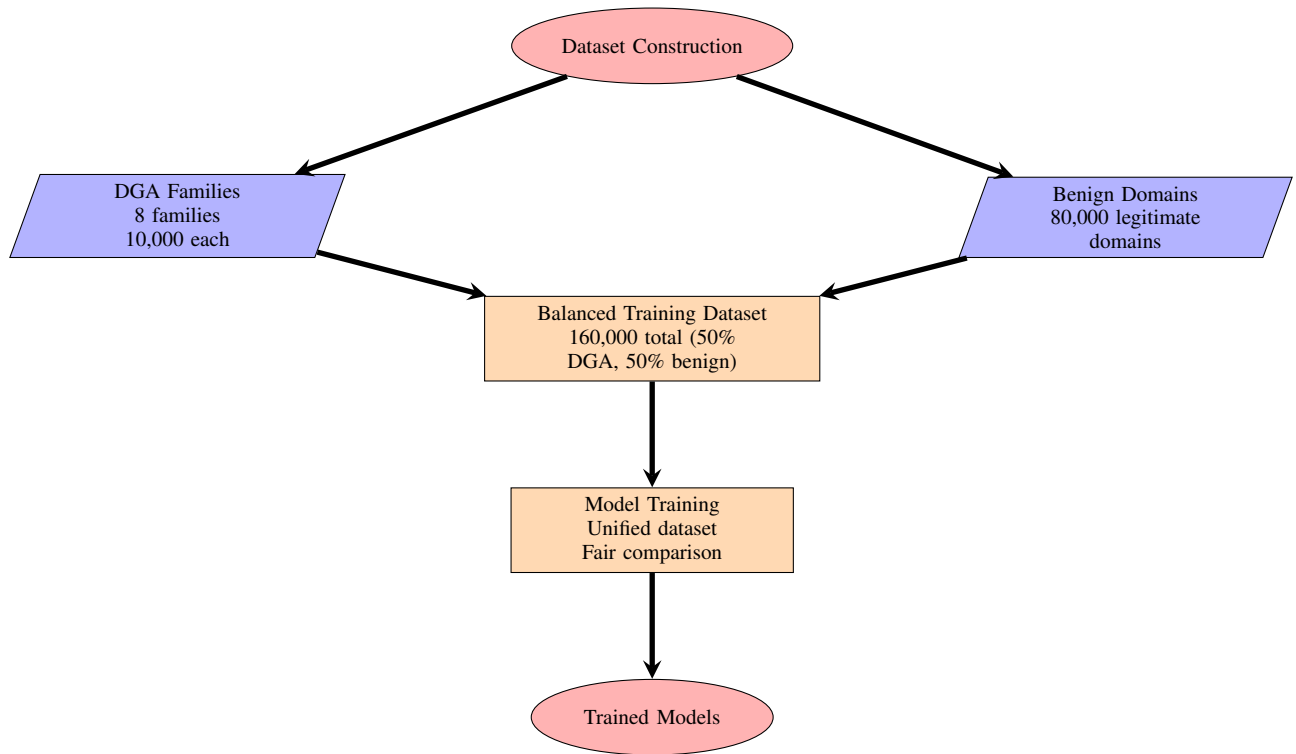 Dataset Construction
DGA Families
8 families
10,000 each
Benign Domains
80,000 legitimate
domains
Balanced Training Dataset
160,000 total (50%
DGA, 50% benign)
Model Training
Unified dataset
Fair comparison
Trained Models